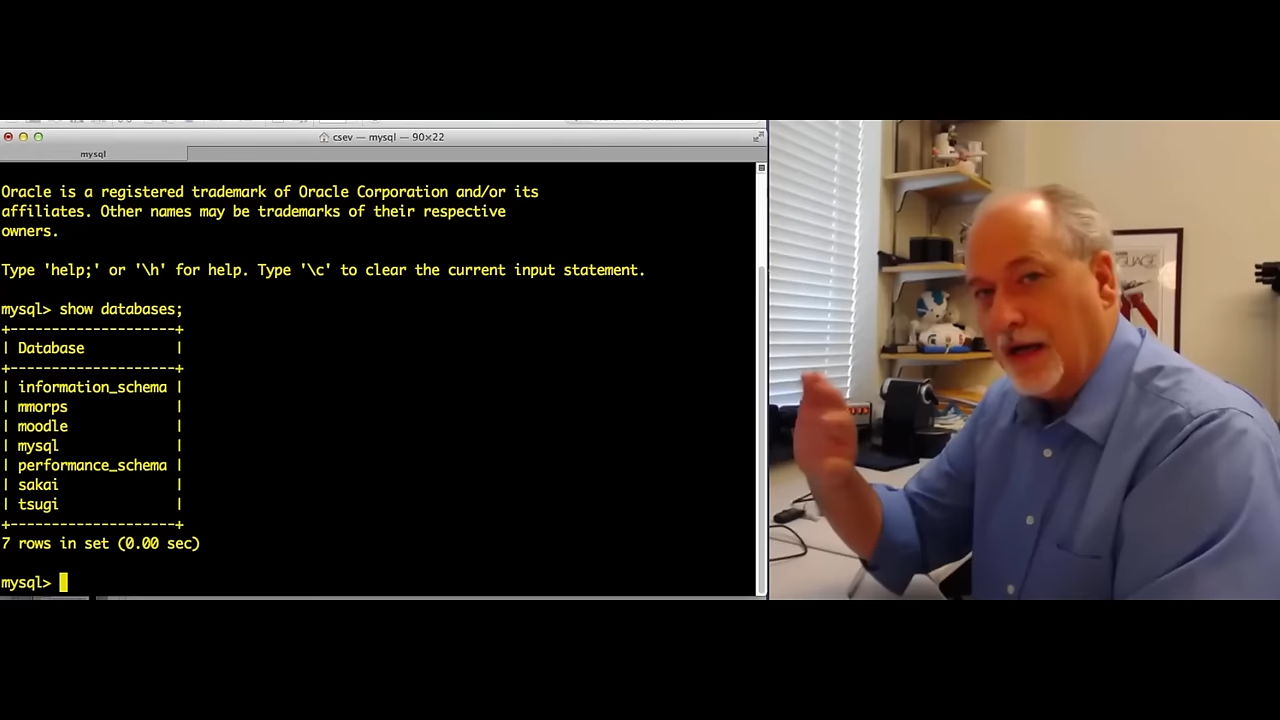 csev — mysql — 90×22
mysql
Oracle is a registered trademark of Oracle Corporation and/or its
affiliates. Other names may be trademarks of their respective
owners.
Type 'help;' or '\h' for help. Type '\c' to clear the current input statement.
mysql> show databases;
+--------------------+
| Database           |
+--------------------+
| information_schema |
| mmorps             |
| moodle             |
| mysql              |
| performance_schema |
| sakai              |
| tsugi              |
+--------------------+
7 rows in set (0.00 sec)
mysql>